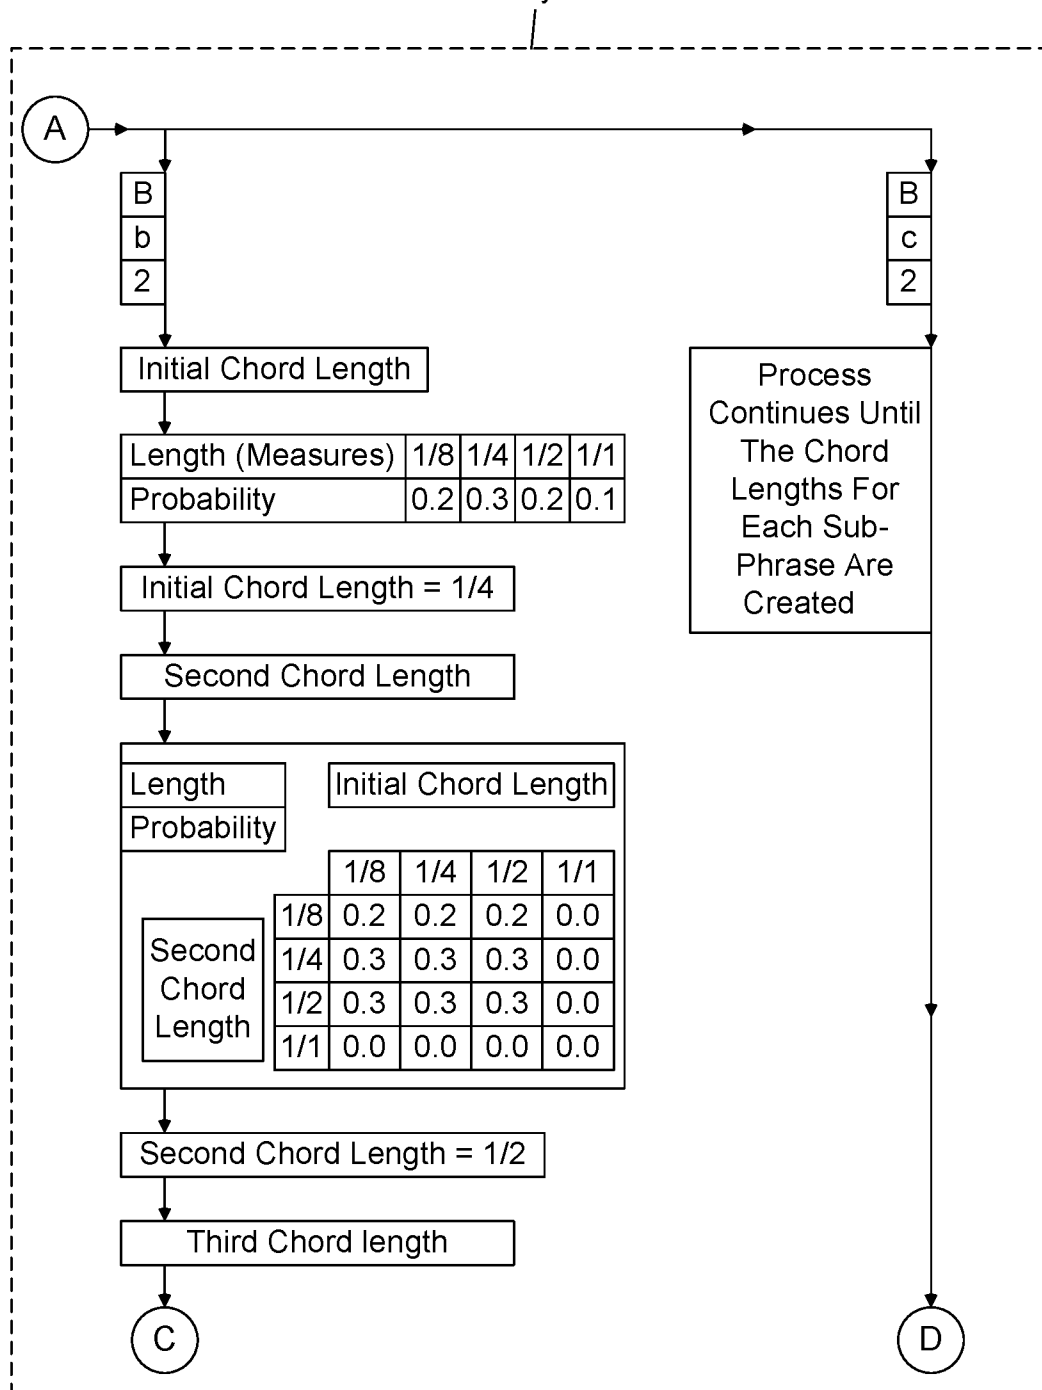 A
B
b
2
B
c
2
Initial Chord Length
Process
Continues Until
The Chord
Lengths For
Each Sub-
Phrase Are
Created
Length (Measures) 1/8 1/4 1/2 1/1
Probability 0.2 0.3 0.2 0.1
Initial Chord Length = 1/4
Second Chord Length
Length
Probability
Initial Chord Length
1/8 1/4 1/2 1/1
Second
Chord
Length
1/8 0.2 0.2 0.2 0.0
1/4 0.3 0.3 0.3 0.0
1/2 0.3 0.3 0.3 0.0
1/1 0.0 0.0 0.0 0.0
Second Chord Length = 1/2
Third Chord length
C
D